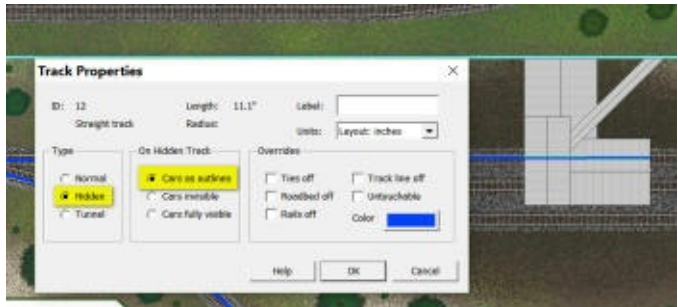 Track Properties
ID: 12 Length: 11.1" Label:
Straight track Radius: Units: Layout: inches
Type On Hidden Track Overrides
Normal Cars as outlines Ties off Track line off
Hidden Cars invisible Roadbed off Untouchable
Tunnel Cars fully visible Rails off Color
Help OK Cancel